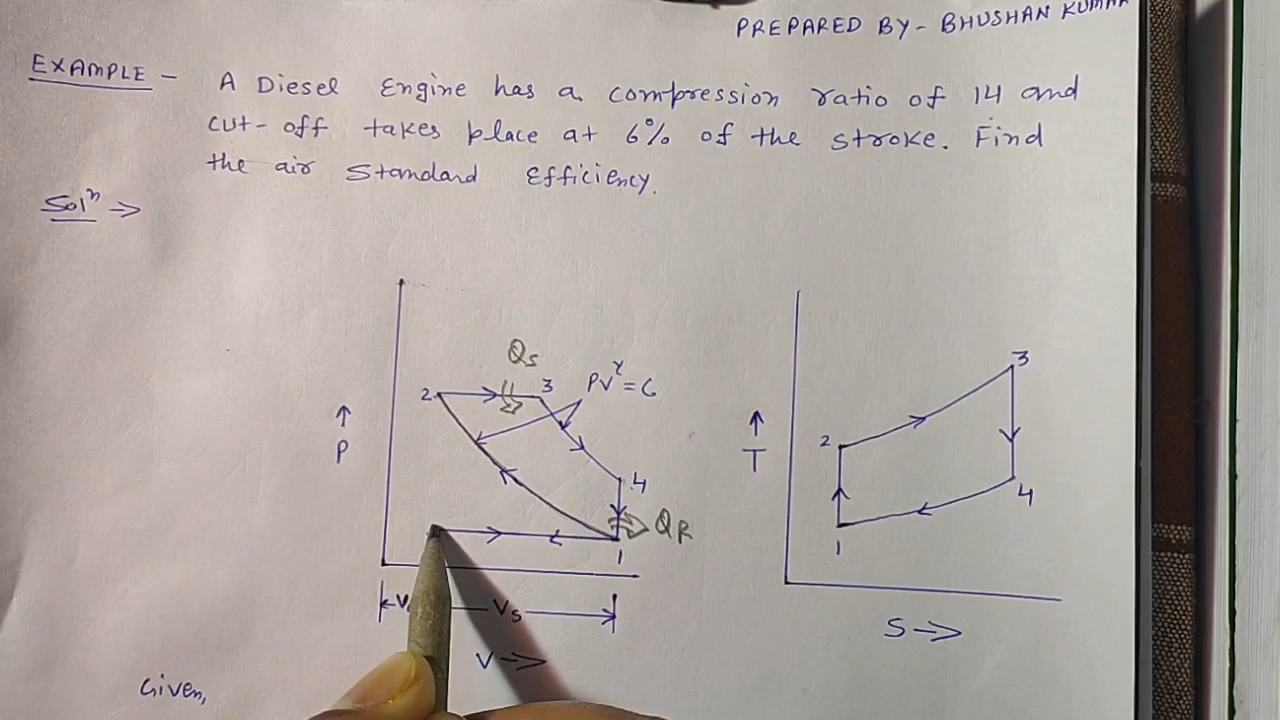 PREPARED BY- BHUSHAN KUMAR
EXAMPLE - A Diesel Engine has a compression ratio of 14 and
cut-off takes place at 6% of the stroke. Find
the air Standard Efficiency.
Solⁿ →
Qs
2 3 PVᵞ = C
↑
P
4
QR
1
Vs
V →
3
2
↑
T
4
1
S →
Given,